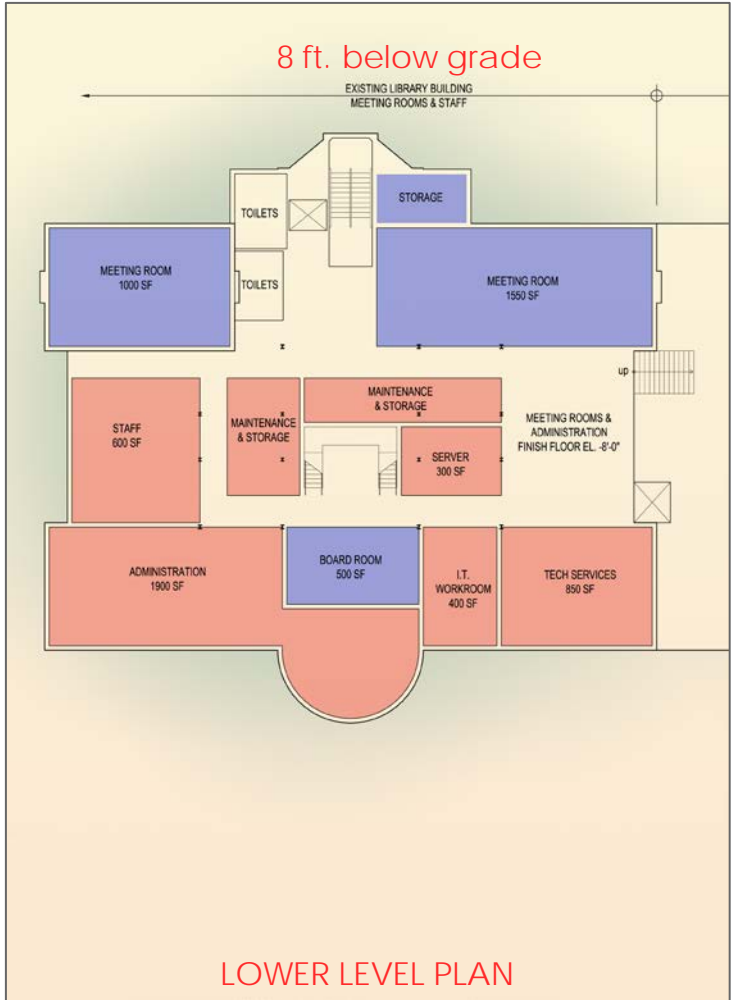 8 ft. below grade
EXISTING LIBRARY BUILDING
MEETING ROOMS & STAFF
TOILETS
STORAGE
MEETING ROOM
1000 SF
TOILETS
MEETING ROOM
1550 SF
up
STAFF
600 SF
MAINTENANCE
& STORAGE
MAINTENANCE
& STORAGE
SERVER
300 SF
MEETING ROOMS &
ADMINISTRATION
FINISH FLOOR EL. -8'-0"
ADMINISTRATION
1900 SF
BOARD ROOM
500 SF
I.T.
WORKROOM
400 SF
TECH SERVICES
850 SF
LOWER LEVEL PLAN